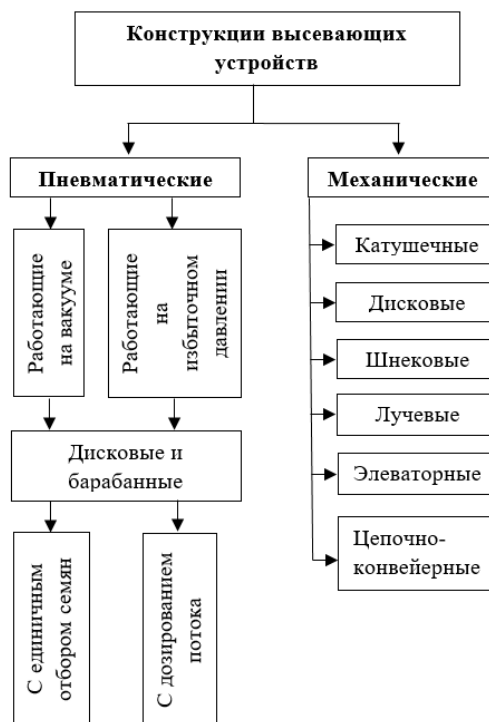 Конструкции высевающих
устройств
Пневматические
Механические
Работающие
на вакууме
Работающие
на
избыточном
давлении
Дисковые и
барабанные
С единичным
отбором семян
С дозированием
потока
Катушечные
Дисковые
Шнековые
Лучевые
Элеваторные
Цепочно-
конвейерные